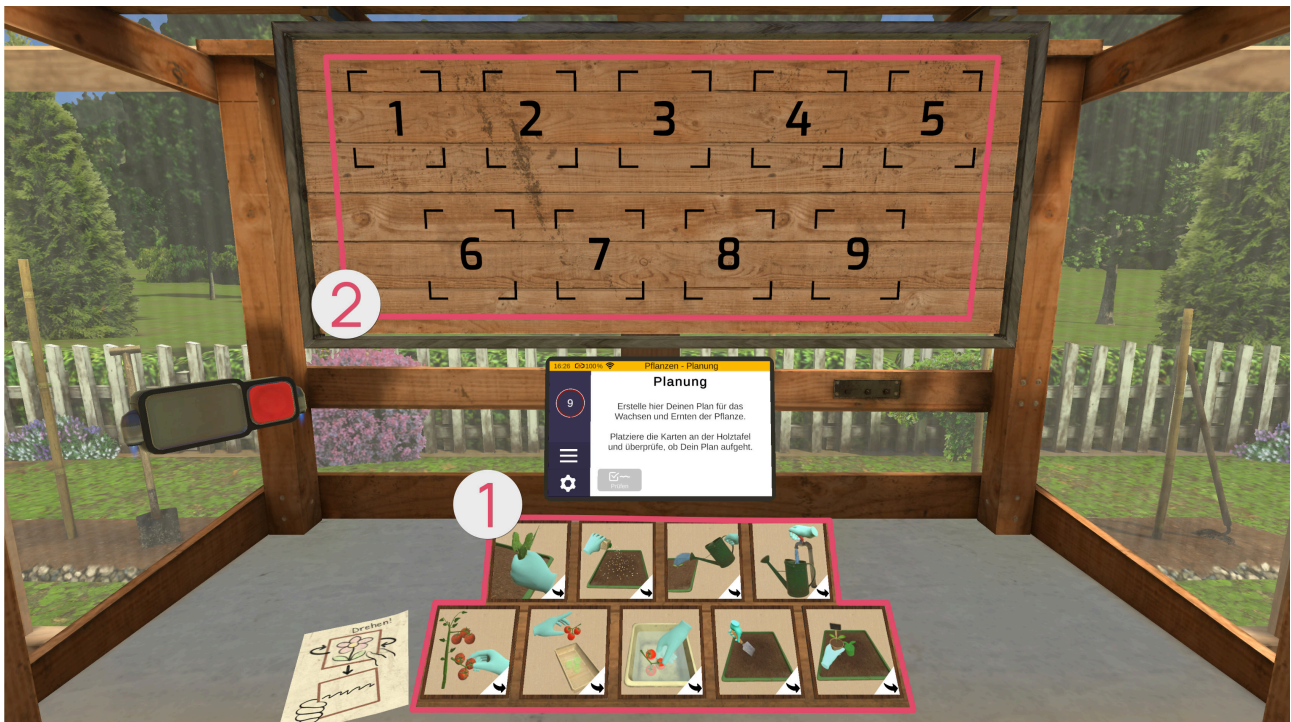 1 2 3 4 5
6 7 8 9
2
16:26 100% Pflanzen - Planung
Planung
9
Erstelle hier Deinen Plan für das
Wachsen und Ernten der Pflanze.
Platziere die Karten an der Holztafel
und überprüfe, ob Dein Plan aufgeht.
Prüfen
1
Drehen!